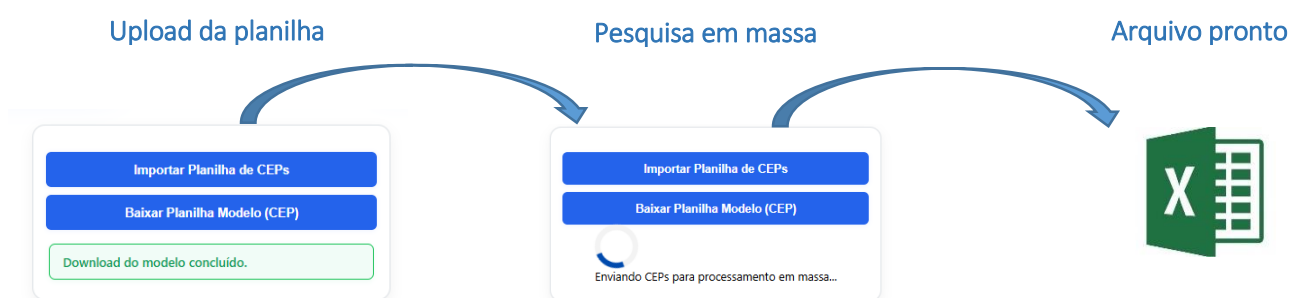 Upload da planilha
Pesquisa em massa
Arquivo pronto
Importar Planilha de CEPs
Baixar Planilha Modelo (CEP)
Download do modelo concluído.
Importar Planilha de CEPs
Baixar Planilha Modelo (CEP)
Enviando CEPs para processamento em massa...
X